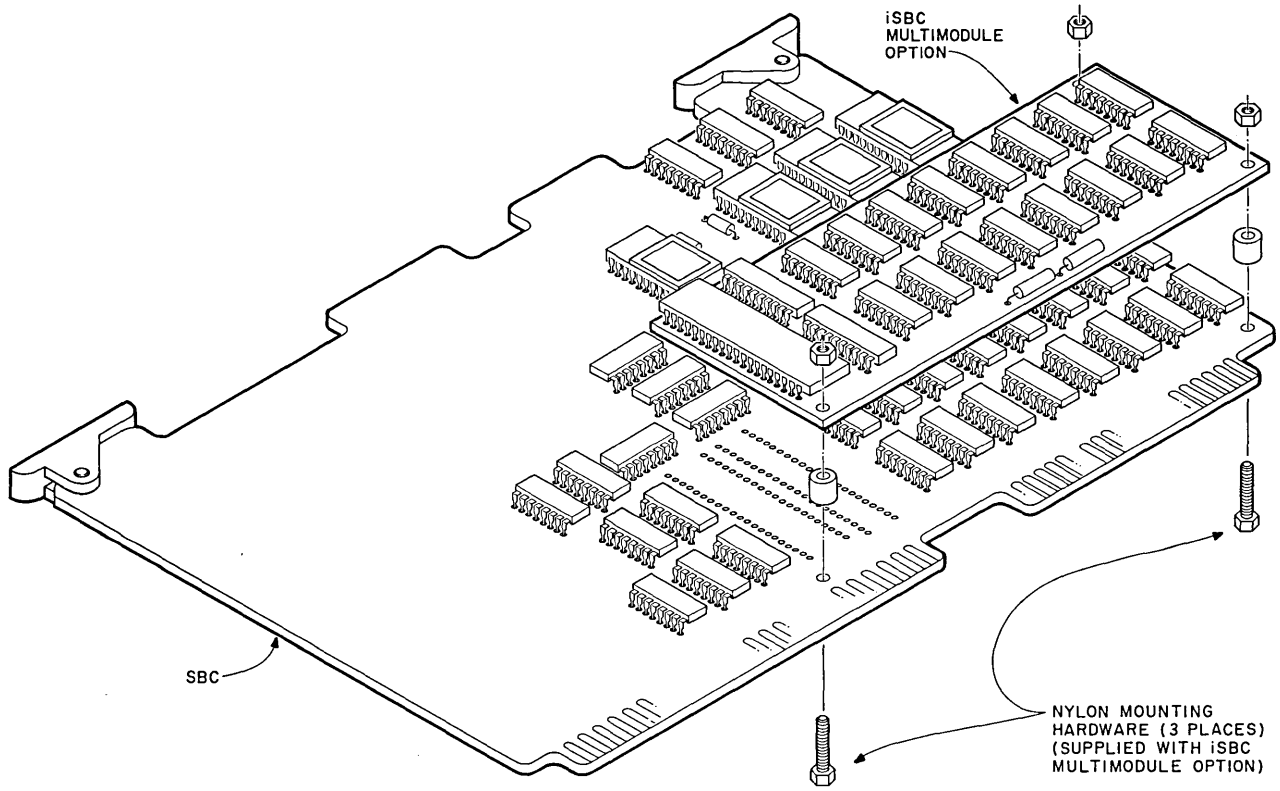 iSBC
MULTIMODULE
OPTION
SBC
NYLON MOUNTING
HARDWARE (3 PLACES)
(SUPPLIED WITH iSBC
MULTIMODULE OPTION)